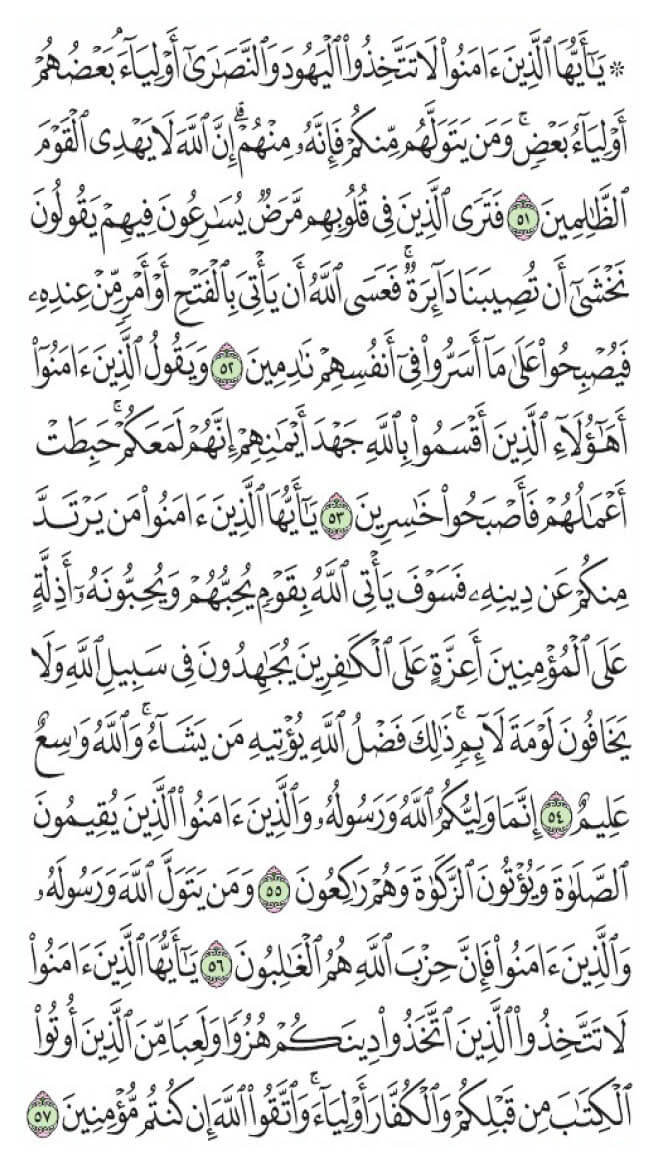 * يَٰٓأَيُّهَا ٱلَّذِينَ ءَامَنُوا۟ لَا تَتَّخِذُوا۟ ٱلْيَهُودَ وَٱلنَّصَٰرَىٰٓ أَوْلِيَآءَۘ بَعْضُهُمْ
أَوْلِيَآءُ بَعْضٍۚ وَمَن يَتَوَلَّهُم مِّنكُمْ فَإِنَّهُۥ مِنْهُمْۗ إِنَّ ٱللَّهَ لَا يَهْدِى ٱلْقَوْمَ
ٱلظَّٰلِمِينَ ٥١ فَتَرَى ٱلَّذِينَ فِى قُلُوبِهِم مَّرَضٌ يُسَٰرِعُونَ فِيهِمْ يَقُولُونَ
نَخْشَىٰٓ أَن تُصِيبَنَا دَآئِرَةٌۚ فَعَسَى ٱللَّهُ أَن يَأْتِىَ بِٱلْفَتْحِ أَوْ أَمْرٍ مِّنْ عِندِهِۦ
فَيُصْبِحُوا۟ عَلَىٰ مَآ أَسَرُّوا۟ فِىٓ أَنفُسِهِمْ نَٰدِمِينَ ٥٢ وَيَقُولُ ٱلَّذِينَ ءَامَنُوٓا۟
أَهَٰٓؤُلَآءِ ٱلَّذِينَ أَقْسَمُوا۟ بِٱللَّهِ جَهْدَ أَيْمَٰنِهِمْ إِنَّهُمْ لَمَعَكُمْۚ حَبِطَتْ
أَعْمَٰلُهُمْ فَأَصْبَحُوا۟ خَٰسِرِينَ ٥٣ يَٰٓأَيُّهَا ٱلَّذِينَ ءَامَنُوا۟ مَن يَرْتَدَّ
مِنكُمْ عَن دِينِهِۦ فَسَوْفَ يَأْتِى ٱللَّهُ بِقَوْمٍ يُحِبُّهُمْ وَيُحِبُّونَهُۥٓ أَذِلَّةٍ
عَلَى ٱلْمُؤْمِنِينَ أَعِزَّةٍ عَلَى ٱلْكَٰفِرِينَ يُجَٰهِدُونَ فِى سَبِيلِ ٱللَّهِ وَلَا
يَخَافُونَ لَوْمَةَ لَآئِمٍۚ ذَٰلِكَ فَضْلُ ٱللَّهِ يُؤْتِيهِ مَن يَشَآءُۚ وَٱللَّهُ وَٰسِعٌ
عَلِيمٌ ٥٤ إِنَّمَا وَلِيُّكُمُ ٱللَّهُ وَرَسُولُهُۥ وَٱلَّذِينَ ءَامَنُوا۟ ٱلَّذِينَ يُقِيمُونَ
ٱلصَّلَوٰةَ وَيُؤْتُونَ ٱلزَّكَوٰةَ وَهُمْ رَٰكِعُونَ ٥٥ وَمَن يَتَوَلَّ ٱللَّهَ وَرَسُولَهُۥ
وَٱلَّذِينَ ءَامَنُوا۟ فَإِنَّ حِزْبَ ٱللَّهِ هُمُ ٱلْغَٰلِبُونَ ٥٦ يَٰٓأَيُّهَا ٱلَّذِينَ ءَامَنُوا۟
لَا تَتَّخِذُوا۟ ٱلَّذِينَ ٱتَّخَذُوا۟ دِينَكُمْ هُزُوًا وَلَعِبًا مِّنَ ٱلَّذِينَ أُوتُوا۟
ٱلْكِتَٰبَ مِن قَبْلِكُمْ وَٱلْكُفَّارَ أَوْلِيَآءَۚ وَٱتَّقُوا۟ ٱللَّهَ إِن كُنتُم مُّؤْمِنِينَ ٥٧